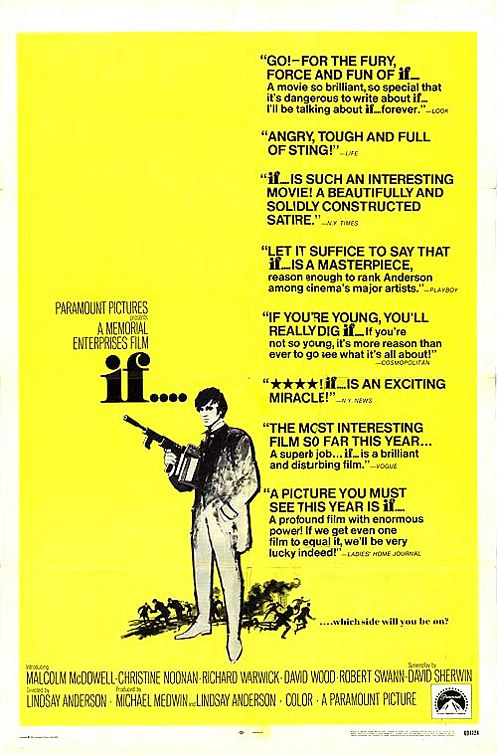 "GO!–FOR THE FURY,
FORCE AND FUN OF if....
A movie so brilliant, so special that
it's dangerous to write about if...
I'll be talking about if...forever."–LOOK
"ANGRY, TOUGH AND FULL
OF STING!"–LIFE
"if....IS SUCH AN INTERESTING
MOVIE! A BEAUTIFULLY AND
SOLIDLY CONSTRUCTED
SATIRE."–N.Y. TIMES
"LET IT SUFFICE TO SAY THAT
if....IS A MASTERPIECE,
reason enough to rank Anderson
among cinema's major artists."–PLAYBOY
"IF YOU'RE YOUNG, YOU'LL
REALLY DIG if.... If you're
not so young, it's more reason than
ever to go see what it's all about!"
–COSMOPOLITAN
"★★★★! if....IS AN EXCITING
MIRACLE!"–N.Y. NEWS
"THE MOST INTERESTING
FILM SO FAR THIS YEAR...
A superb job...if...is a brilliant
and disturbing film."–VOGUE
"A PICTURE YOU MUST
SEE THIS YEAR IS if....
A profound film with enormous
power! If we get even one
film to equal it, we'll be very
lucky indeed!"–LADIES' HOME JOURNAL
PARAMOUNT PICTURES
presents
A MEMORIAL
ENTERPRISES FILM
if....
....which side will you be on?
Introducing
MALCOLM McDOWELL·CHRISTINE NOONAN·RICHARD WARWICK·DAVID WOOD·ROBERT SWANN·
Screenplay by
DAVID SHERWIN
Directed by
LINDSAY ANDERSON ·
Produced by
MICHAEL MEDWIN and LINDSAY ANDERSON · COLOR · A PARAMOUNT PICTURE
Paramount